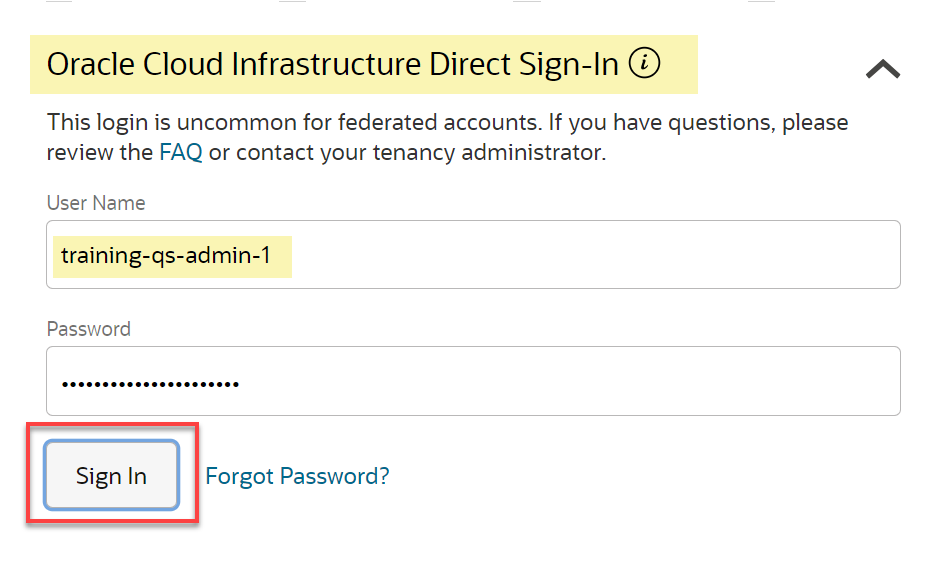 Oracle Cloud Infrastructure Direct Sign-In i
This login is uncommon for federated accounts. If you have questions, please
review the FAQ or contact your tenancy administrator.
User Name
training-qs-admin-1
Password
••••••••••••••••••••••
Sign In
Forgot Password?